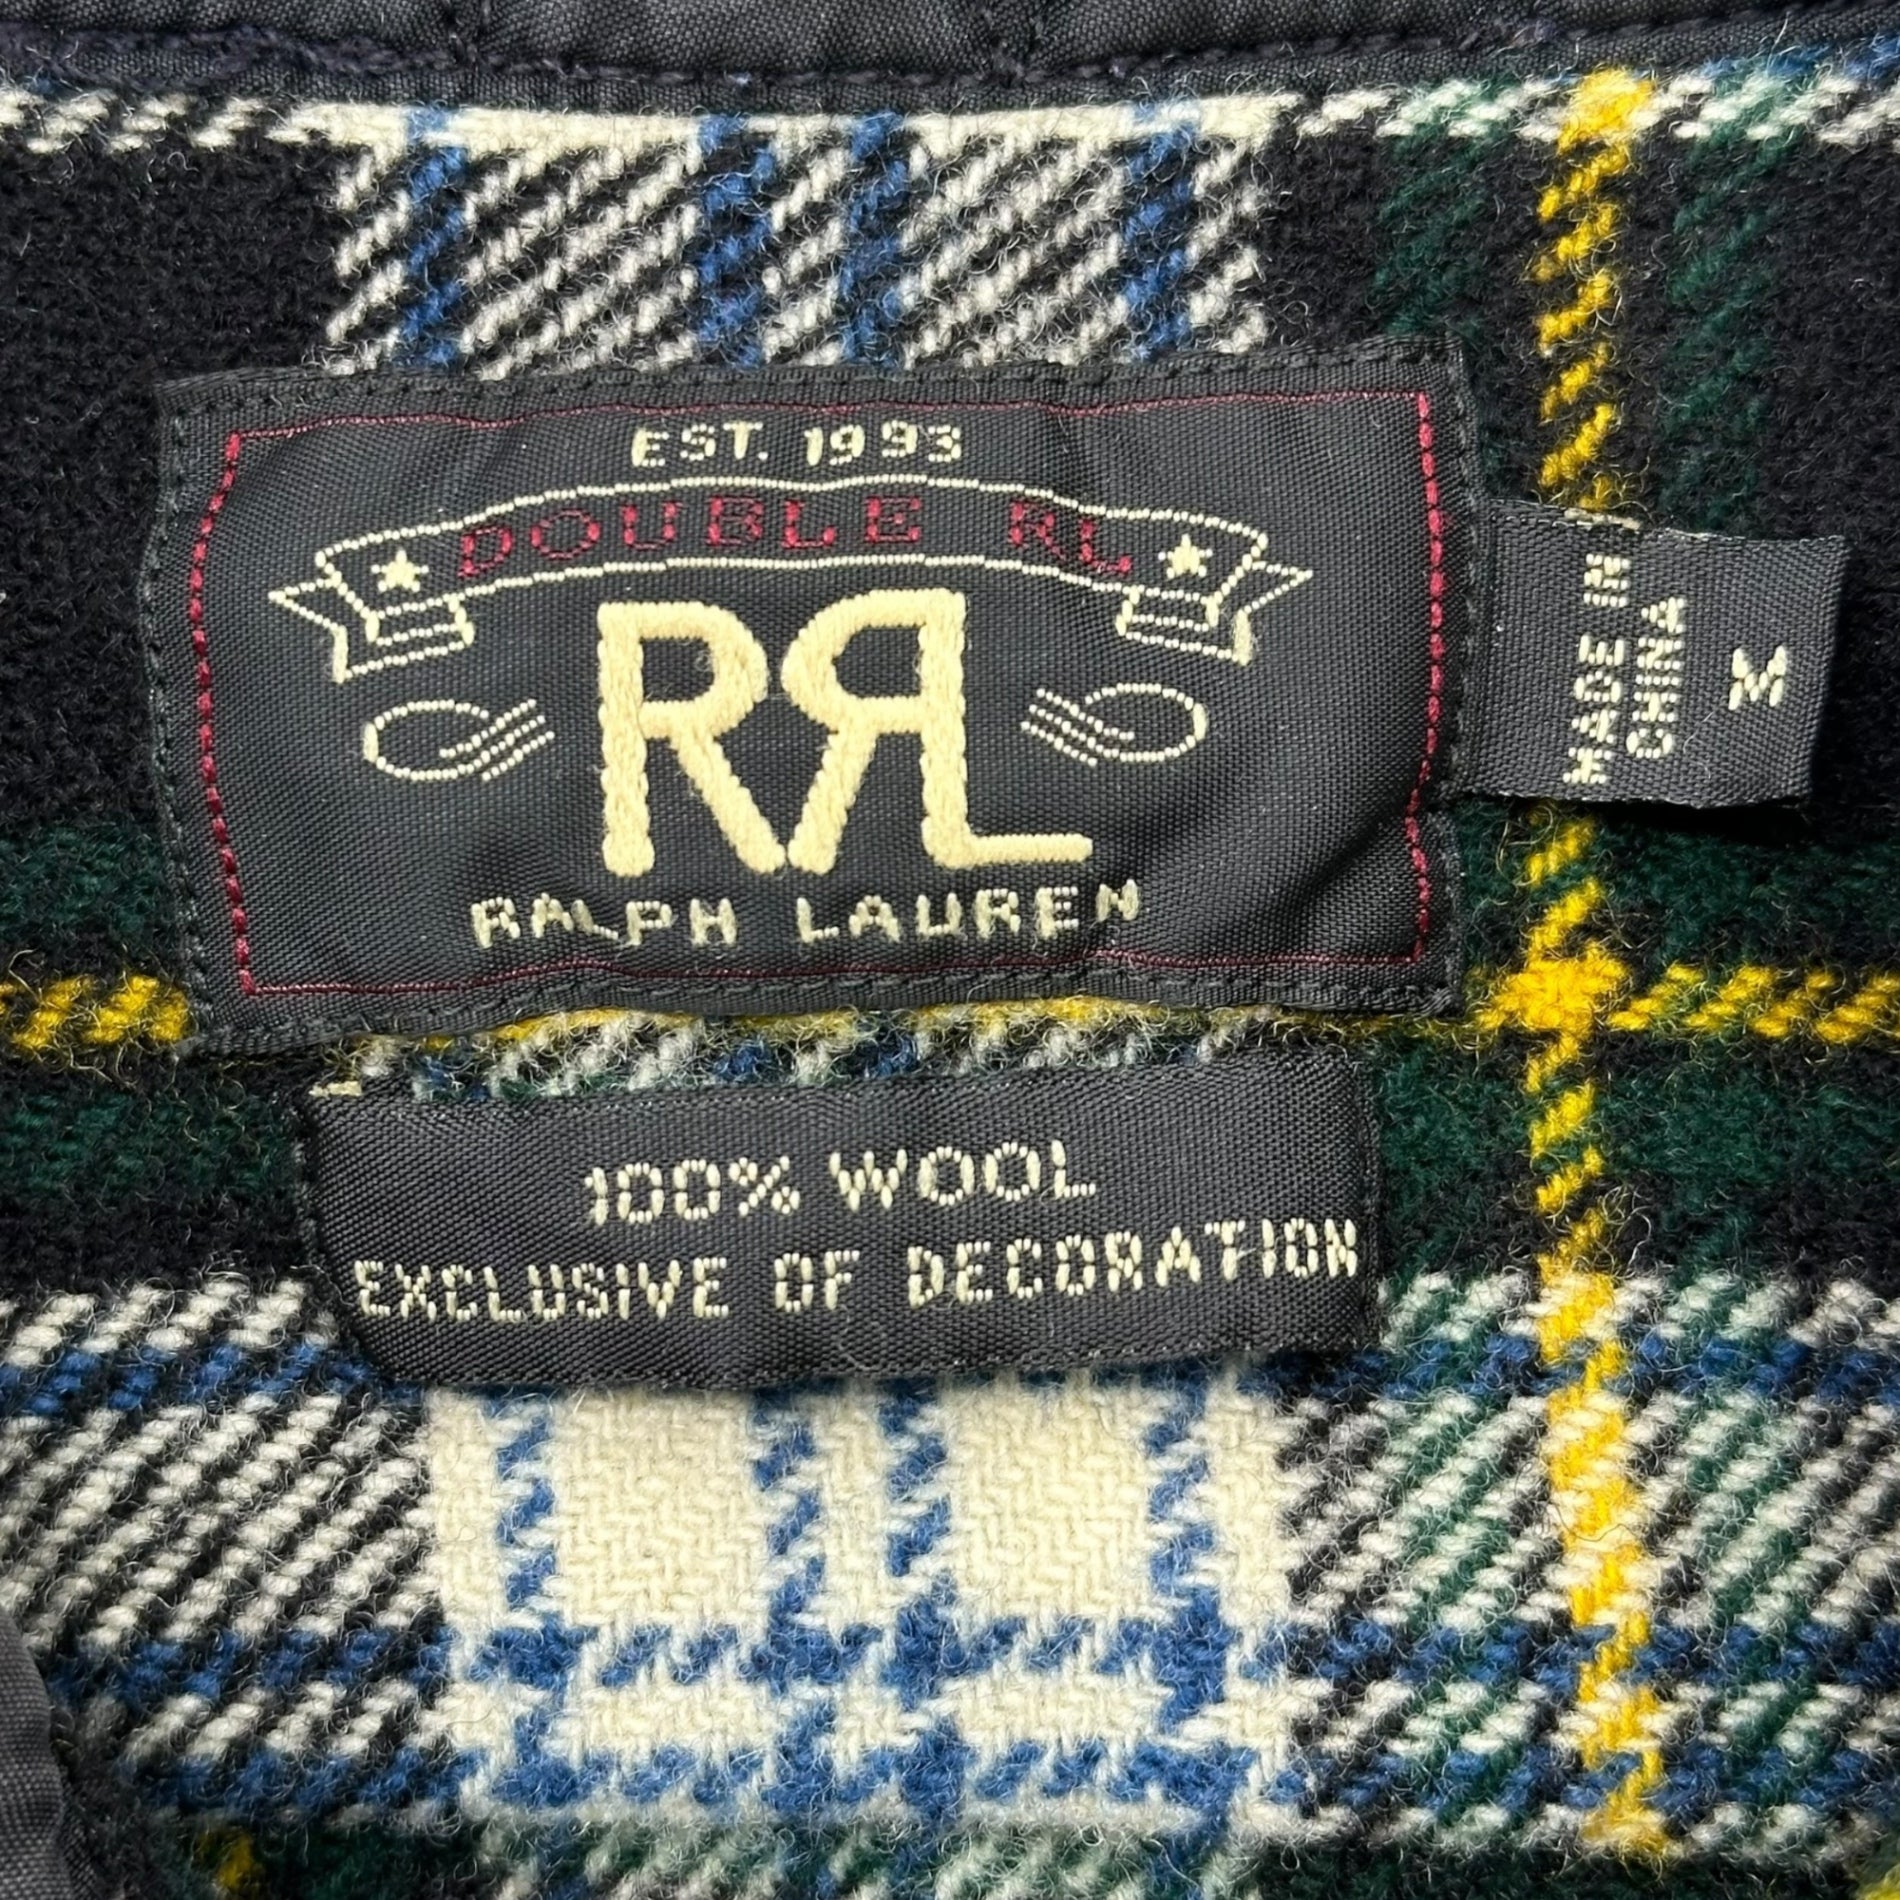 EST. 1993
DOUBLE RL
RRL
RALPH LAUREN
MADE IN
CHINA
M
100% WOOL
EXCLUSIVE OF DECORATION